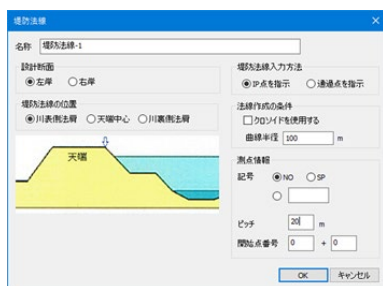 堤防法線
名称 堤防法線-1
設計断面
左岸 右岸
堤防法線の位置
川表側法肩 天端中心 川裏側法肩
天端
堤防法線入力方法
IP点を指示 通過点を指示
法線作成の条件
クロソイドを使用する
曲線半径 100 m
測点情報
記号 NO SP
ピッチ 20 m
開始点番号 0 + 0
OK キャンセル